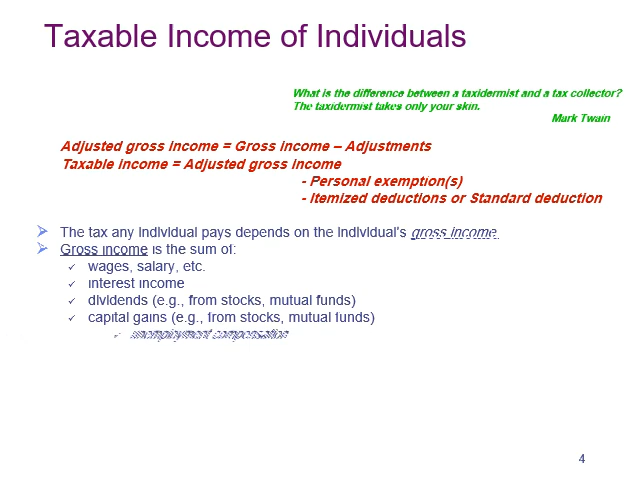 Taxable Income of Individuals
What is the difference between a taxidermist and a tax collector?
The taxidermist takes only your skin.
Mark Twain
Adjusted gross income = Gross income – Adjustments
Taxable income = Adjusted gross income
- Personal exemption(s)
- Itemized deductions or Standard deduction
The tax any individual pays depends on the individual's gross income.
Gross income is the sum of:
wages, salary, etc.
interest income
dividends (e.g., from stocks, mutual funds)
capital gains (e.g., from stocks, mutual funds)
unemployment compensation
4